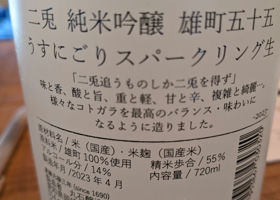 二兎 純米吟醸 雄町五十五
うすにごりスパークリング生
「二兎追うものしか二兎を得ず」
味と香、酸と旨、重と軽、甘と辛、複雑と綺麗…。
様々なコトガラを最高のバランス・味わいに
なるように造りました。
原材料名/米(国産)・米麹(国産米)
原料米/雄町 100%使用
精米歩合/55%
アルコール分/14%
内容量/720ml
製造年月/2023年4月
(since 1690)